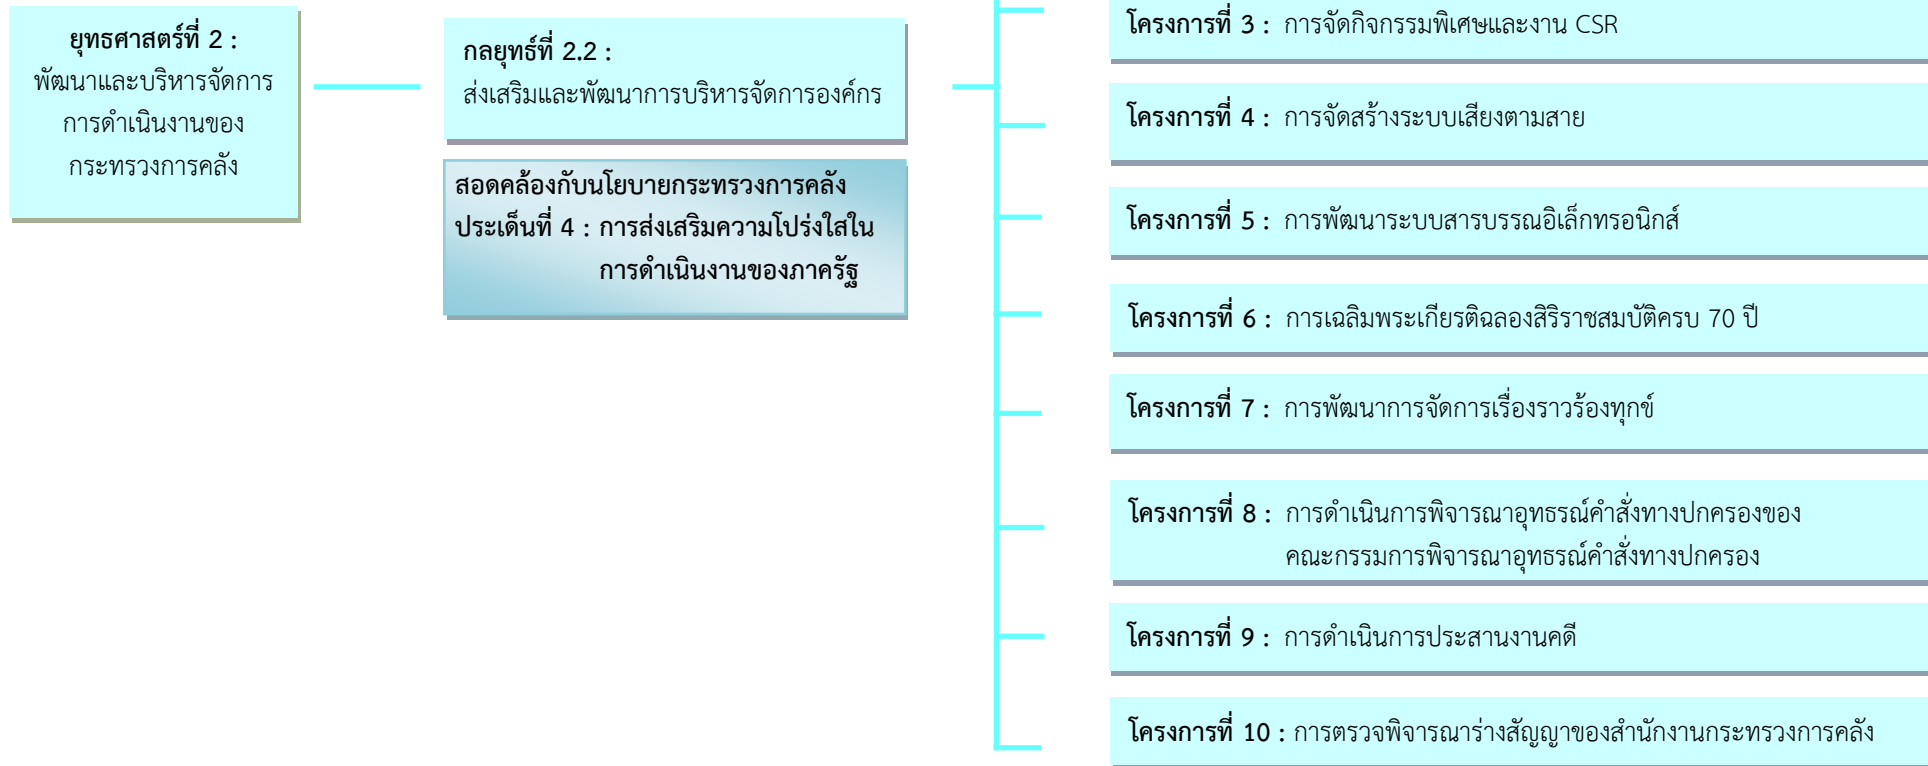 ยุทธศาสตร์ที่ 2 :
พัฒนาและบริหารจัดการ
การดำเนินงานของ
กระทรวงการคลัง
กลยุทธ์ที่ 2.2 :
ส่งเสริมและพัฒนาการบริหารจัดการองค์กร
สอดคล้องกับนโยบายกระทรวงการคลัง
ประเด็นที่ 4 : การส่งเสริมความโปร่งใสใน
การดำเนินงานของภาครัฐ
โครงการที่ 3 : การจัดกิจกรรมพิเศษและงาน CSR
โครงการที่ 4 : การจัดสร้างระบบเสียงตามสาย
โครงการที่ 5 : การพัฒนาระบบสารบรรณอิเล็กทรอนิกส์
โครงการที่ 6 : การเฉลิมพระเกียรติฉลองสิริราชสมบัติครบ 70 ปี
โครงการที่ 7 : การพัฒนาการจัดการเรื่องราวร้องทุกข์
โครงการที่ 8 : การดำเนินการพิจารณาอุทธรณ์คำสั่งทางปกครองของ
คณะกรรมการพิจารณาอุทธรณ์คำสั่งทางปกครอง
โครงการที่ 9 : การดำเนินการประสานงานคดี
โครงการที่ 10 : การตรวจพิจารณาร่างสัญญาของสำนักงานกระทรวงการคลัง